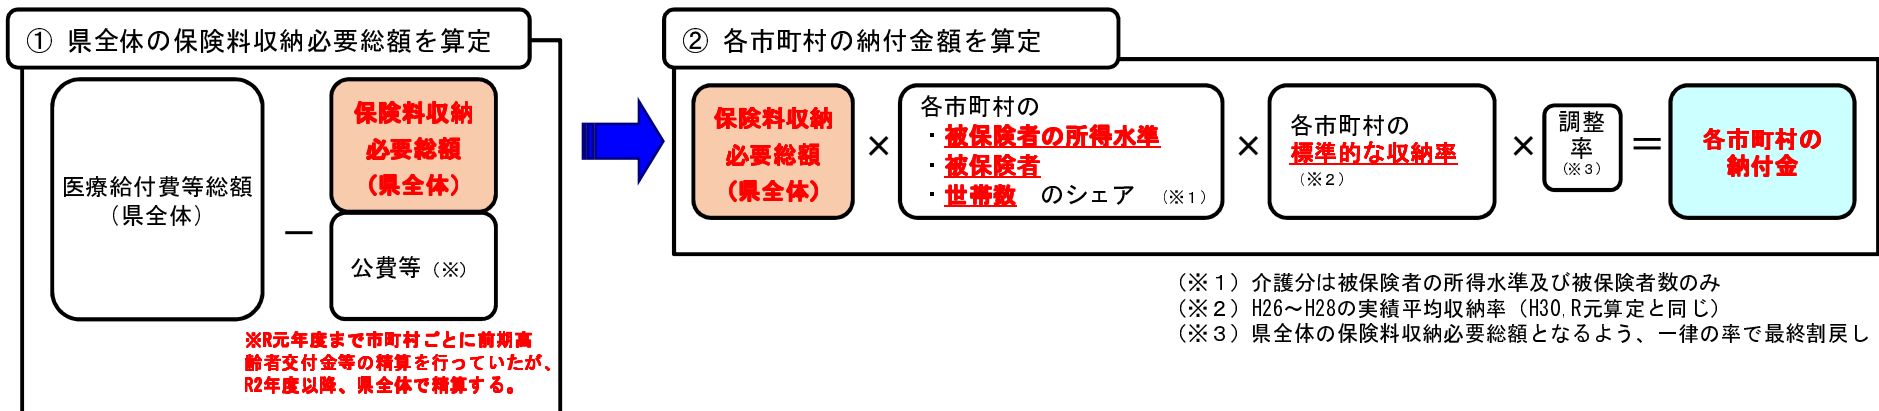 ① 県全体の保険料収納必要総額を算定
医療給付費等総額
（県全体）
－
保険料収納
必要総額
（県全体）
公費等（※）
※R元年度まで市町村ごとに前期高
齢者交付金等の精算を行っていたが、
R2年度以降、県全体で精算する。
② 各市町村の納付金額を算定
保険料収納
必要総額
（県全体）
×
各市町村の
・被保険者の所得水準
・被保険者
・世帯数　のシェア　（※１）
×
各市町村の
標準的な収納率
（※２）
×
調整
率
（※３）
＝
各市町村の
納付金
（※１）介護分は被保険者の所得水準及び被保険者数のみ
（※２）H26～H28の実績平均収納率（H30,R元算定と同じ）
（※３）県全体の保険料収納必要総額となるよう、一律の率で最終割戻し